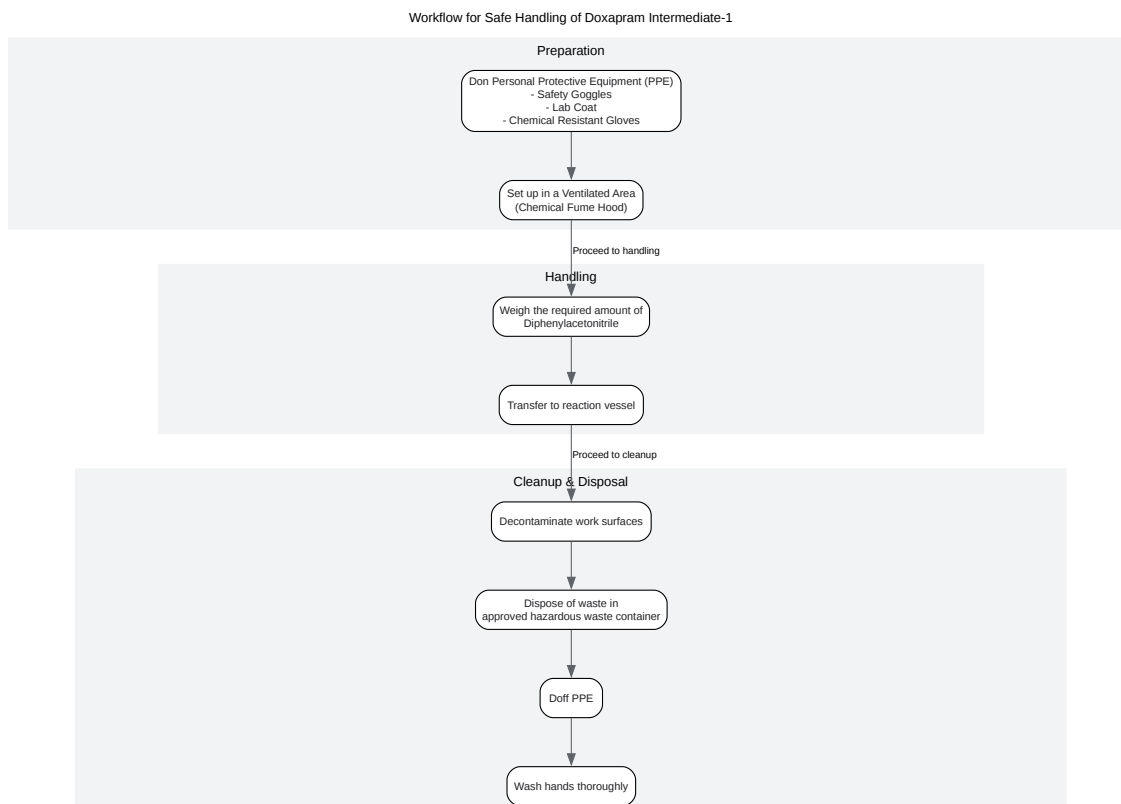 Workflow for Safe Handling of Doxapram Intermediate-1
Preparation
Don Personal Protective Equipment (PPE)
- Safety Goggles
- Lab Coat
- Chemical Resistant Gloves
Set up in a Ventilated Area
(Chemical Fume Hood)
Proceed to handling
Handling
Weigh the required amount of
Diphenylacetonitrile
Transfer to reaction vessel
Proceed to cleanup
Cleanup & Disposal
Decontaminate work surfaces
Dispose of waste in
approved hazardous waste container
Doff PPE
Wash hands thoroughly